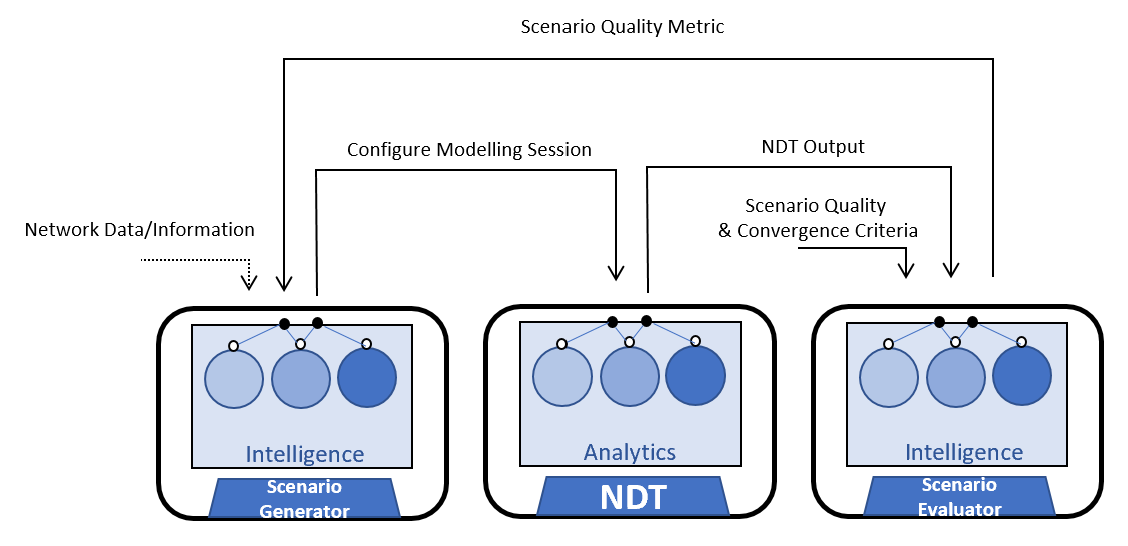 Scenario Quality Metric
Configure Modelling Session
NDT Output
Scenario Quality
& Convergence Criteria
Network Data/Information
Intelligence
Scenario
Generator
Analytics
NDT
Intelligence
Scenario
Evaluator